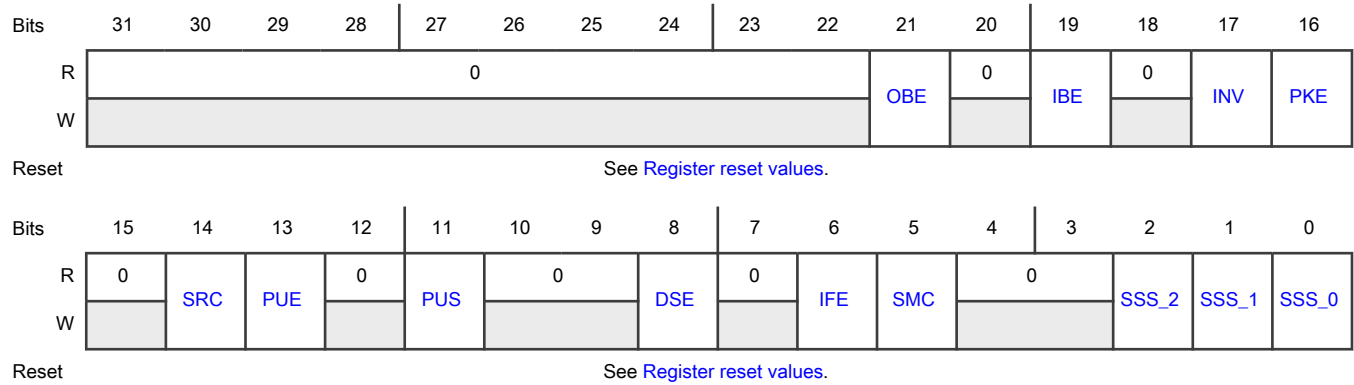 Bits 31 30 29 28 27 26 25 24 23 22 21 20 19 18 17 16
R 0 OBE 0 IBE 0 INV PKE
W
Reset See Register reset values.
Bits 15 14 13 12 11 10 9 8 7 6 5 4 3 2 1 0
R 0 SRC PUE 0 PUS 0 DSE 0 IFE SMC 0 SSS_2 SSS_1 SSS_0
W
Reset See Register reset values.